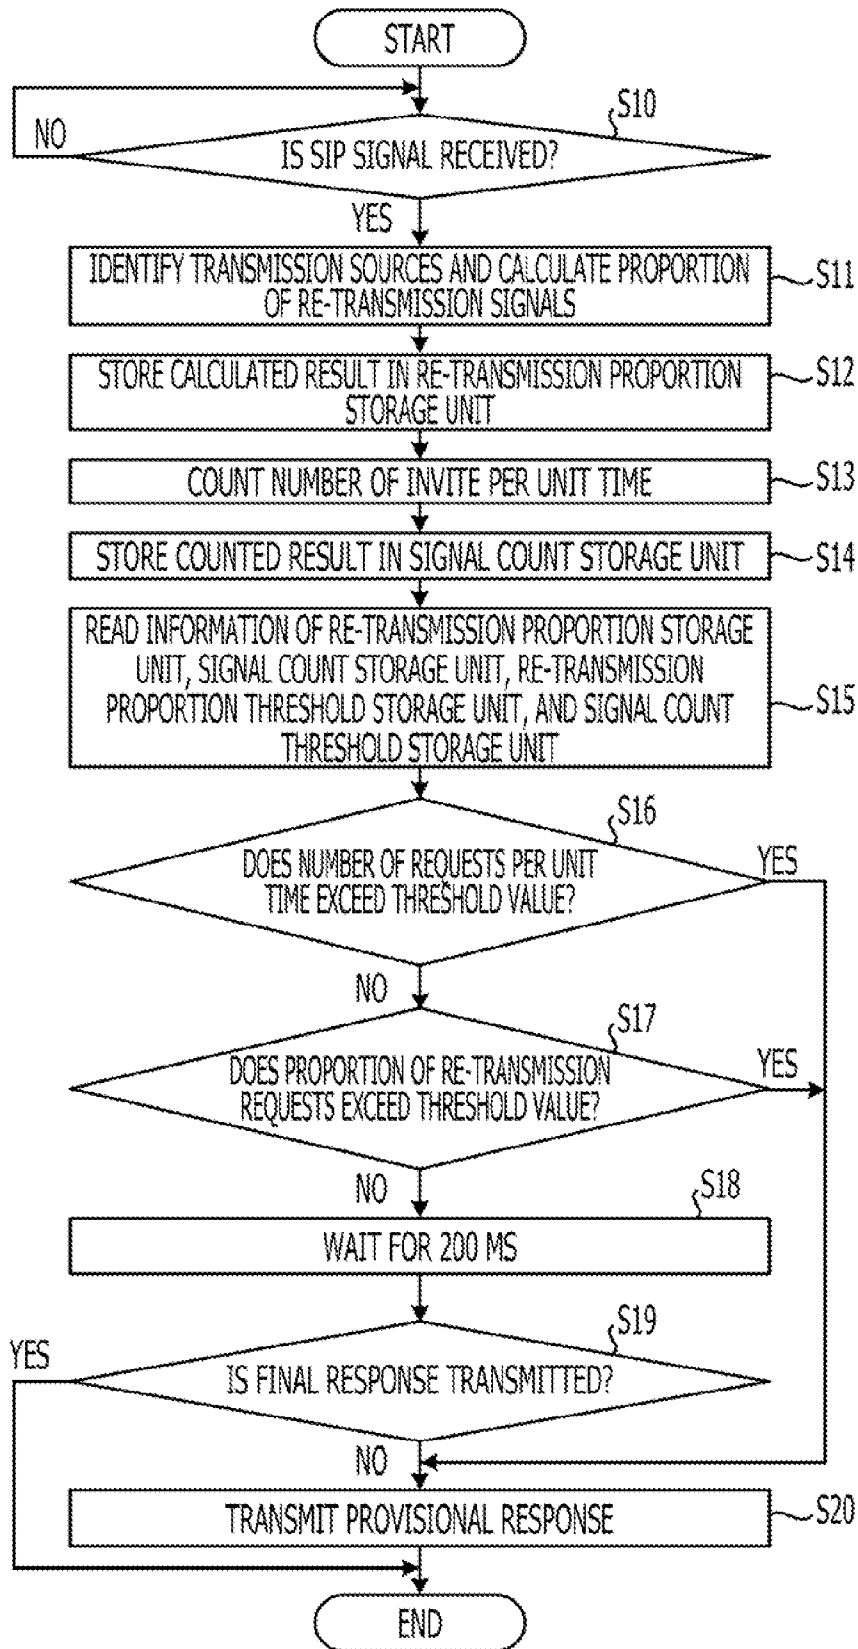 START
S10
NO
IS SIP SIGNAL RECEIVED?
YES
IDENTIFY TRANSMISSION SOURCES AND CALCULATE PROPORTION
OF RE-TRANSMISSION SIGNALS
S11
STORE CALCULATED RESULT IN RE-TRANSMISSION PROPORTION
STORAGE UNIT
S12
COUNT NUMBER OF INVITE PER UNIT TIME
S13
STORE COUNTED RESULT IN SIGNAL COUNT STORAGE UNIT
S14
READ INFORMATION OF RE-TRANSMISSION PROPORTION STORAGE
UNIT, SIGNAL COUNT STORAGE UNIT, RE-TRANSMISSION
PROPORTION THRESHOLD STORAGE UNIT, AND SIGNAL COUNT
THRESHOLD STORAGE UNIT
S15
S16
DOES NUMBER OF REQUESTS PER UNIT
TIME EXCEED THRESHOLD VALUE?
YES
NO
S17
DOES PROPORTION OF RE-TRANSMISSION
REQUESTS EXCEED THRESHOLD VALUE?
YES
NO
S18
WAIT FOR 200 MS
S19
YES
IS FINAL RESPONSE TRANSMITTED?
NO
TRANSMIT PROVISIONAL RESPONSE
S20
END